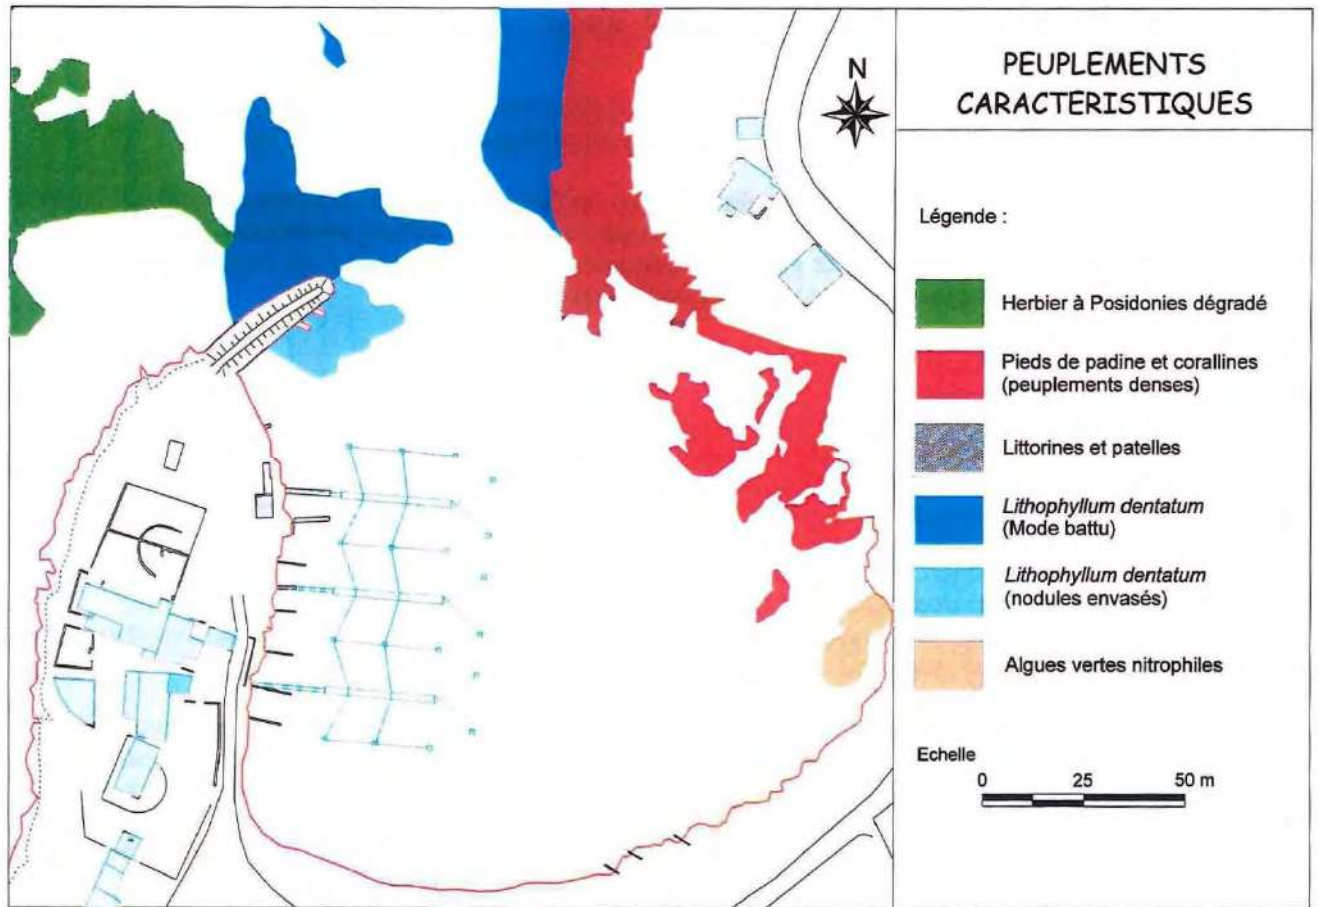 N
PEUPLEMENTS
CARACTERISTIQUES
Légende :
Herbier à Posidonies dégradé
Pieds de padine et corallines
(peuplements denses)
Littorines et patelles
Lithophyllum dentatum
(Mode battu)
Lithophyllum dentatum
(nodules envasés)
Algues vertes nitrophiles
Echelle
0 25 50 m